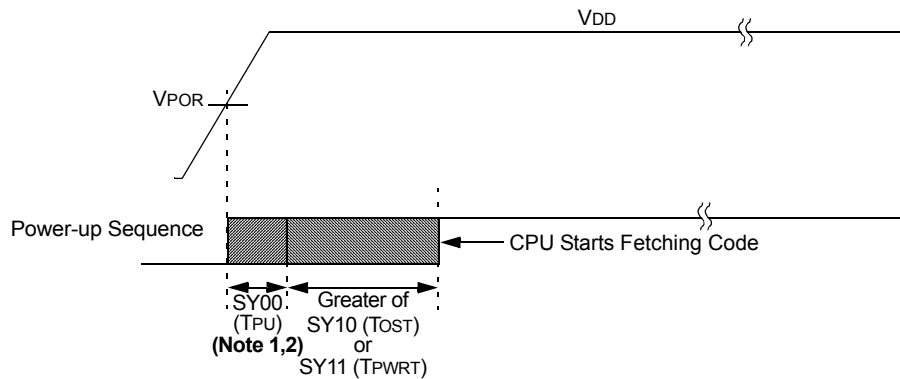 VDD
VPOR
Power-up Sequence
CPU Starts Fetching Code
SY00
(TPU)
(Note 1,2)
Greater of
SY10 (TOST)
or
SY11 (TPWRT)